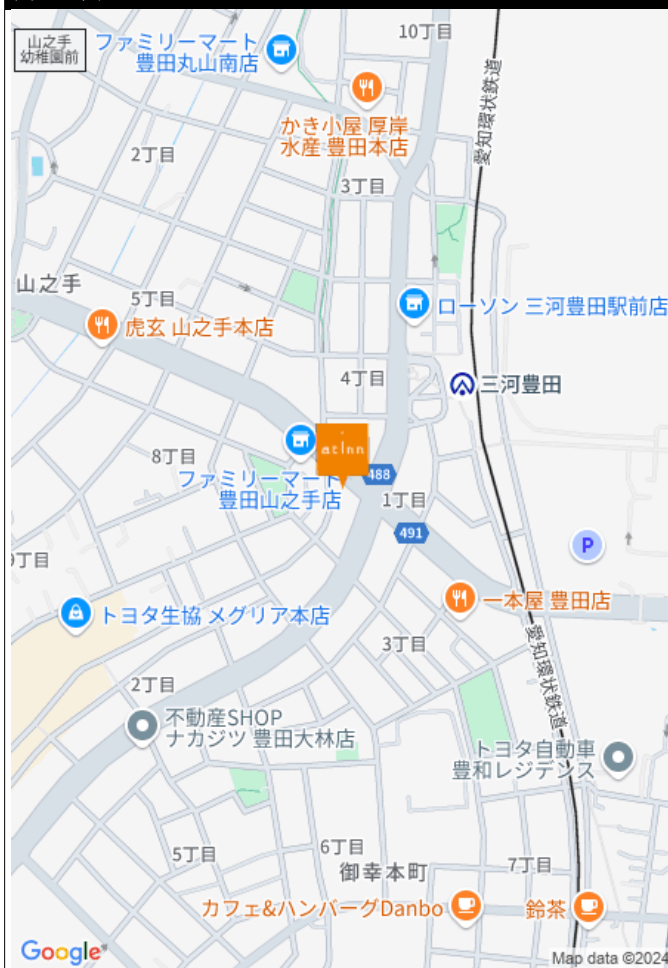 10丁目
山之手
幼稚園前
ファミリーマート
豊田丸山南店
愛知環状鉄道
かき小屋 厚岸
水産 豊田本店
2丁目
3丁目
山之手
5丁目
ローソン 三河豊田駅前店
虎玄 山之手本店
4丁目
三河豊田
atinn
8丁目
ファミリーマート
豊田山之手店
488
1丁目
491
P
9丁目
一本屋 豊田店
トヨタ生協 メグリア本店
3丁目
愛知環状鉄道
2丁目
不動産SHOP
ナカジツ 豊田大林店
トヨタ自動車
豊和レジデンス
5丁目
6丁目
御幸本町
7丁目
カフェ&ハンバーグDanbo
鈴茶
Google
Map data ©2024